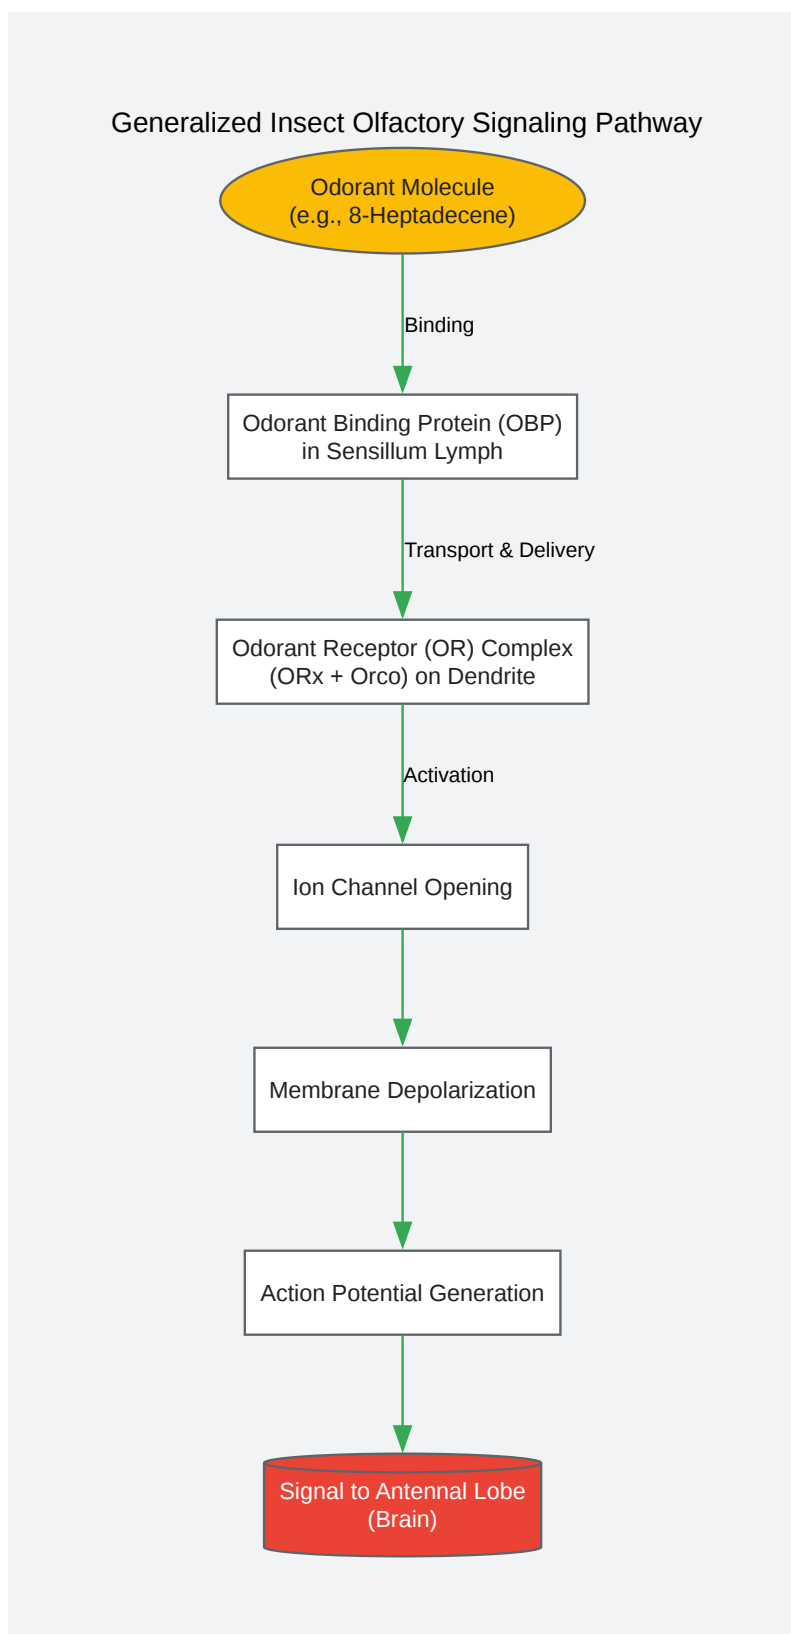 Generalized Insect Olfactory Signaling Pathway
Odorant Molecule
(e.g., 8-Heptadecene)
Binding
Odorant Binding Protein (OBP)
in Sensillum Lymph
Transport & Delivery
Odorant Receptor (OR) Complex
(ORx + Orco) on Dendrite
Activation
Ion Channel Opening
Membrane Depolarization
Action Potential Generation
Signal to Antennal Lobe
(Brain)